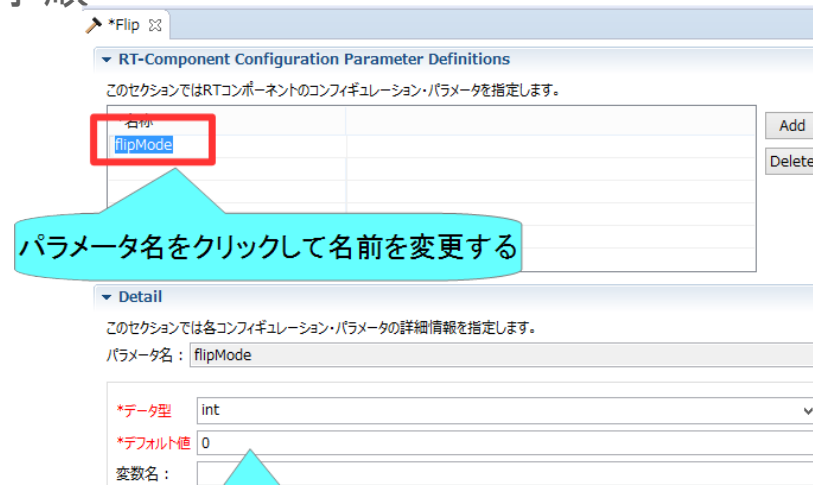 *Flip
RT-Component Configuration Parameter Definitions
このセクションではRTコンポーネントのコンフィギュレーション・パラメータを指定します。
名称
Add
flipMode
Delete
パラメータ名をクリックして名前を変更する
Detail
このセクションでは各コンフィギュレーション・パラメータの詳細情報を指定します。
パラメータ名： flipMode
*データ型 int
*デフォルト値 0
変数名：